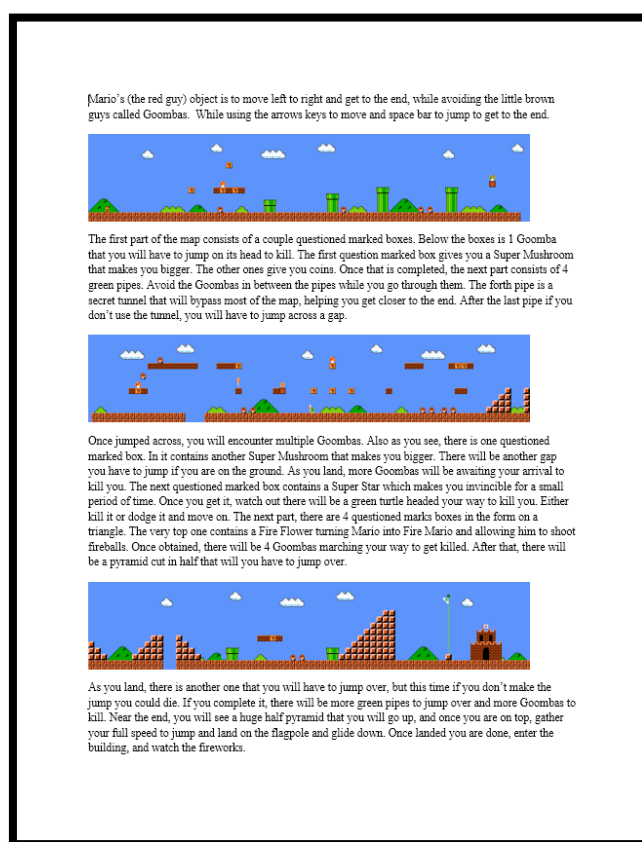 Mario's (the red guy) object is to move left to right and get to the end, while avoiding the little brown
guys called Goombas.  While using the arrows keys to move and space bar to jump to get to the end.
The first part of the map consists of a couple questioned marked boxes. Below the boxes is 1 Goomba
that you will have to jump on its head to kill. The first question marked box gives you a Super Mushroom
that makes you bigger. The other ones give you coins. Once that is completed, the next part consists of 4
green pipes. Avoid the Goombas in between the pipes while you go through them. The forth pipe is a
secret tunnel that will bypass most of the map, helping you get closer to the end. After the last pipe if you
don't use the tunnel, you will have to jump across a gap.
Once jumped across, you will encounter multiple Goombas. Also as you see, there is one questioned
marked box. In it contains another Super Mushroom that makes you bigger. There will be another gap
you have to jump if you are on the ground. As you land, more Goombas will be awaiting your arrival to
kill you. The next questioned marked box contains a Super Star which makes you invincible for a small
period of time. Once you get it, watch out there will be a green turtle headed your way to kill you. Either
kill it or dodge it and move on. The next part, there are 4 questioned marks boxes in the form on a
triangle. The very top one contains a Fire Flower turning Mario into Fire Mario and allowing him to shoot
fireballs. Once obtained, there will be 4 Goombas marching your way to get killed. After that, there will
be a pyramid cut in half that will you have to jump over.
As you land, there is another one that you will have to jump over, but this time if you don't make the
jump you could die. If you complete it, there will be more green pipes to jump over and more Goombas to
kill. Near the end, you will see a huge half pyramid that you will go up, and once you are on top, gather
your full speed to jump and land on the flagpole and glide down. Once landed you are done, enter the
building, and watch the fireworks.